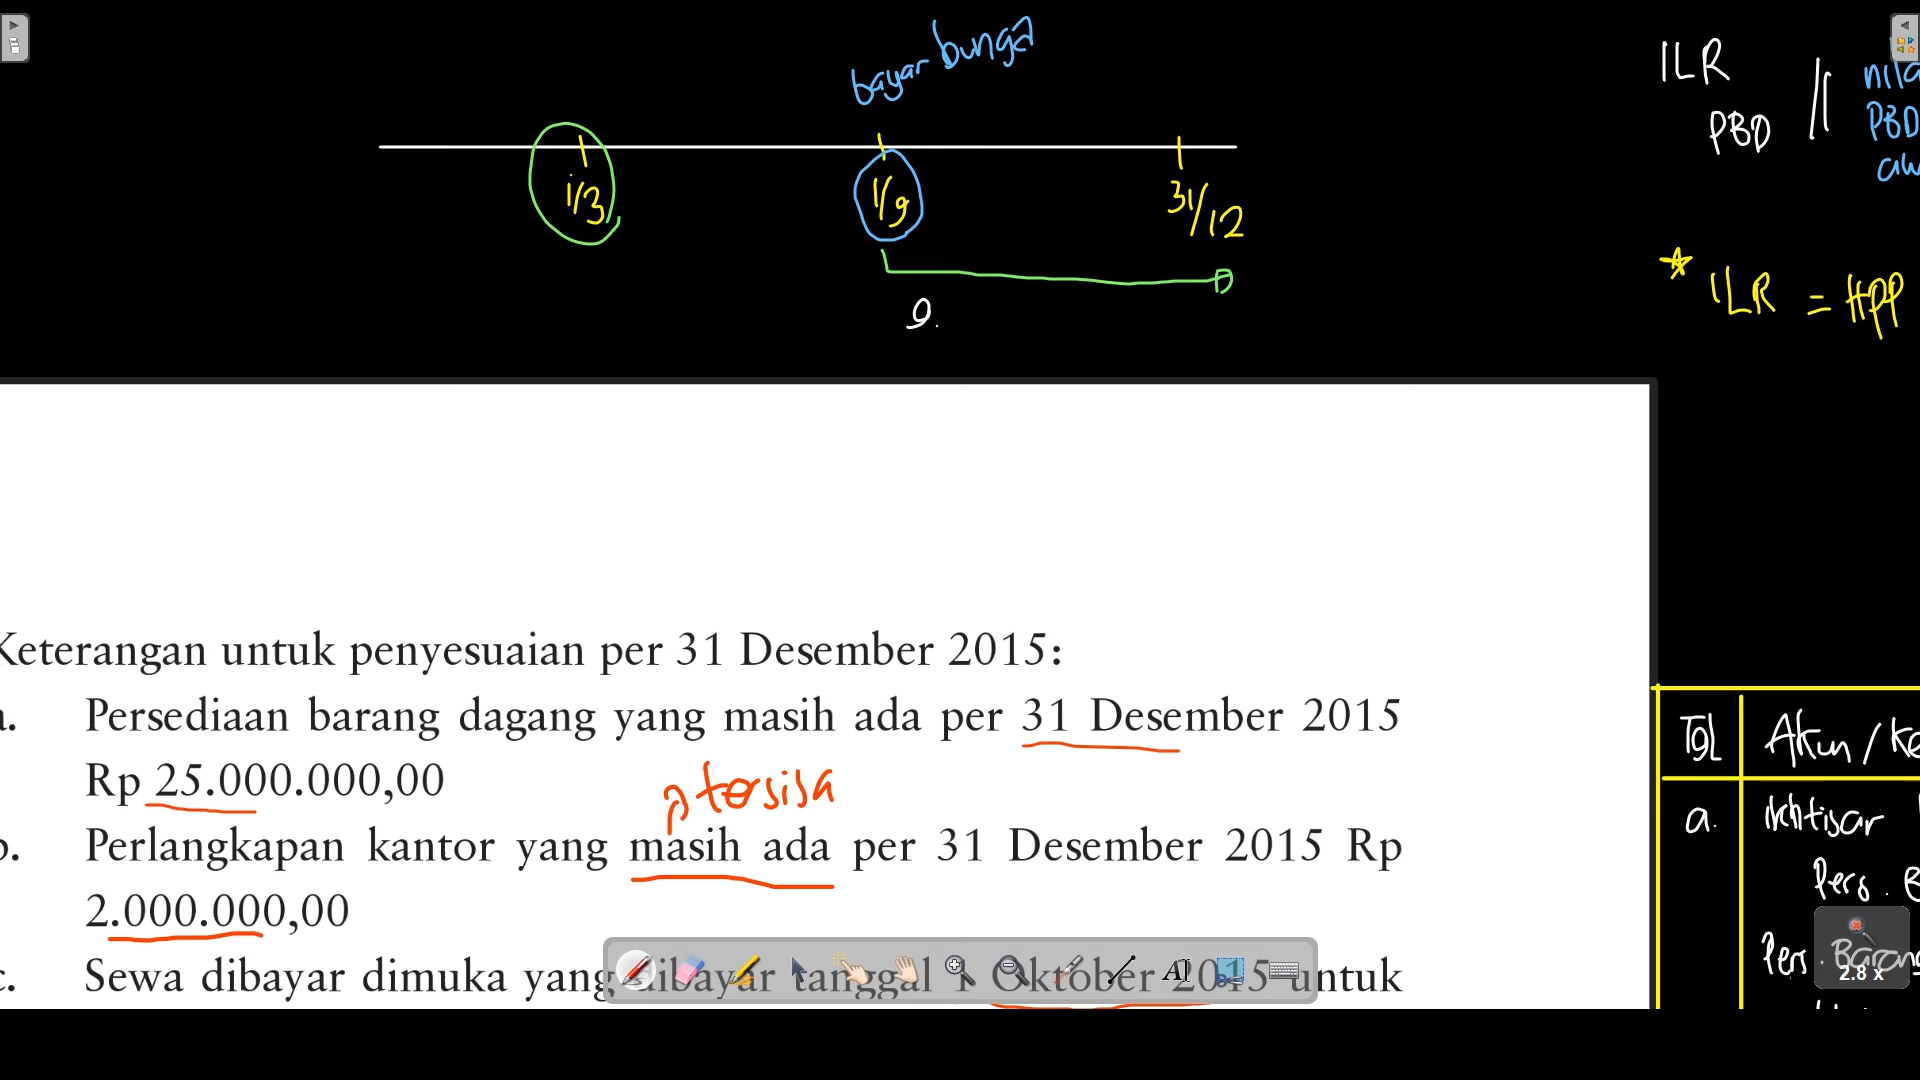 bayar bunga
1/3
1/9
31/12
9.
ILR
PBD
PBD
* ILR = HPP
Keterangan untuk penyesuaian per 31 Desember 2015:
Persediaan barang dagang yang masih ada per 31 Desember 2015
Rp 25.000.000,00
tersisa
Perlangkapan kantor yang masih ada per 31 Desember 2015 Rp
2.000.000,00
Sewa dibayar dimuka yang dibayar tanggal 1 Oktober 2015 untuk
Tgl
Akun /
a.
ikhtisar
Pers.
Pers. Barang
2.8 x